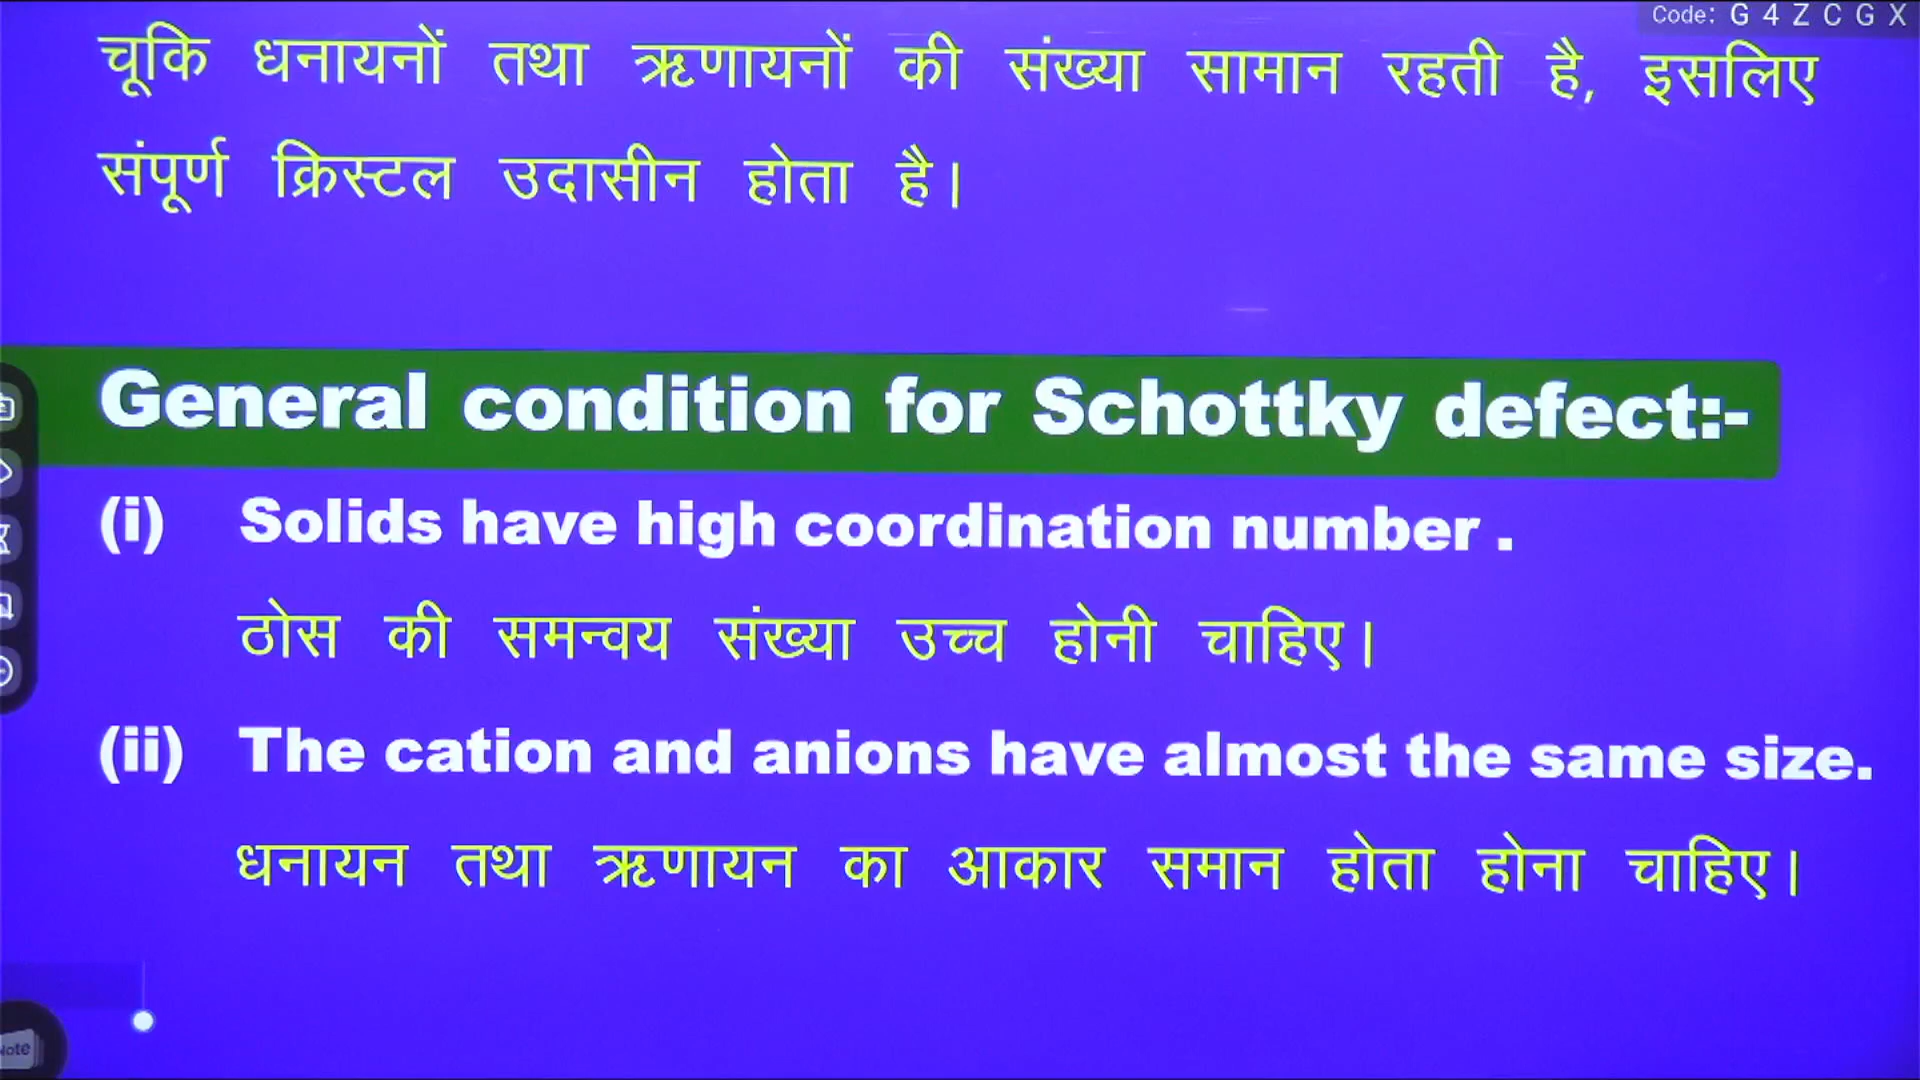 Code: G 4 Z C G X
चूकि धनायनों तथा ऋणायनों की संख्या सामान रहती है, इसलिए
संपूर्ण क्रिस्टल उदासीन होता है।
General condition for Schottky defect:-
(i) Solids have high coordination number .
ठोस की समन्वय संख्या उच्च होनी चाहिए।
(ii) The cation and anions have almost the same size.
धनायन तथा ऋणायन का आकार समान होता होना चाहिए।
Note